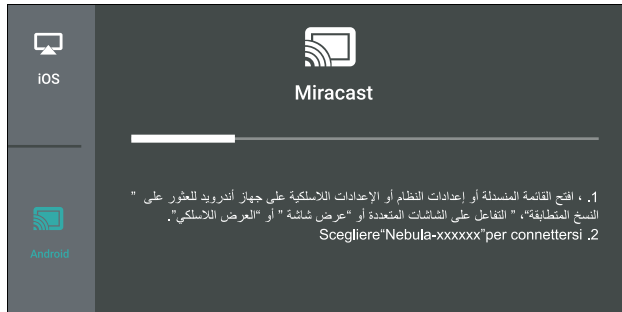 iOS
Android
Miracast
1. ، افتح القائمة المنسدلة أو إعدادات النظام أو الإعدادات اللاسلكية على جهاز أندرويد للعثور على "
النسخ المتطابقة“، ” التفاعل على الشاشات المتعددة أو “عرض شاشة ” أو “العرض اللاسلكي”.
2. Scegliere“Nebula-xxxxxx”per connettersi